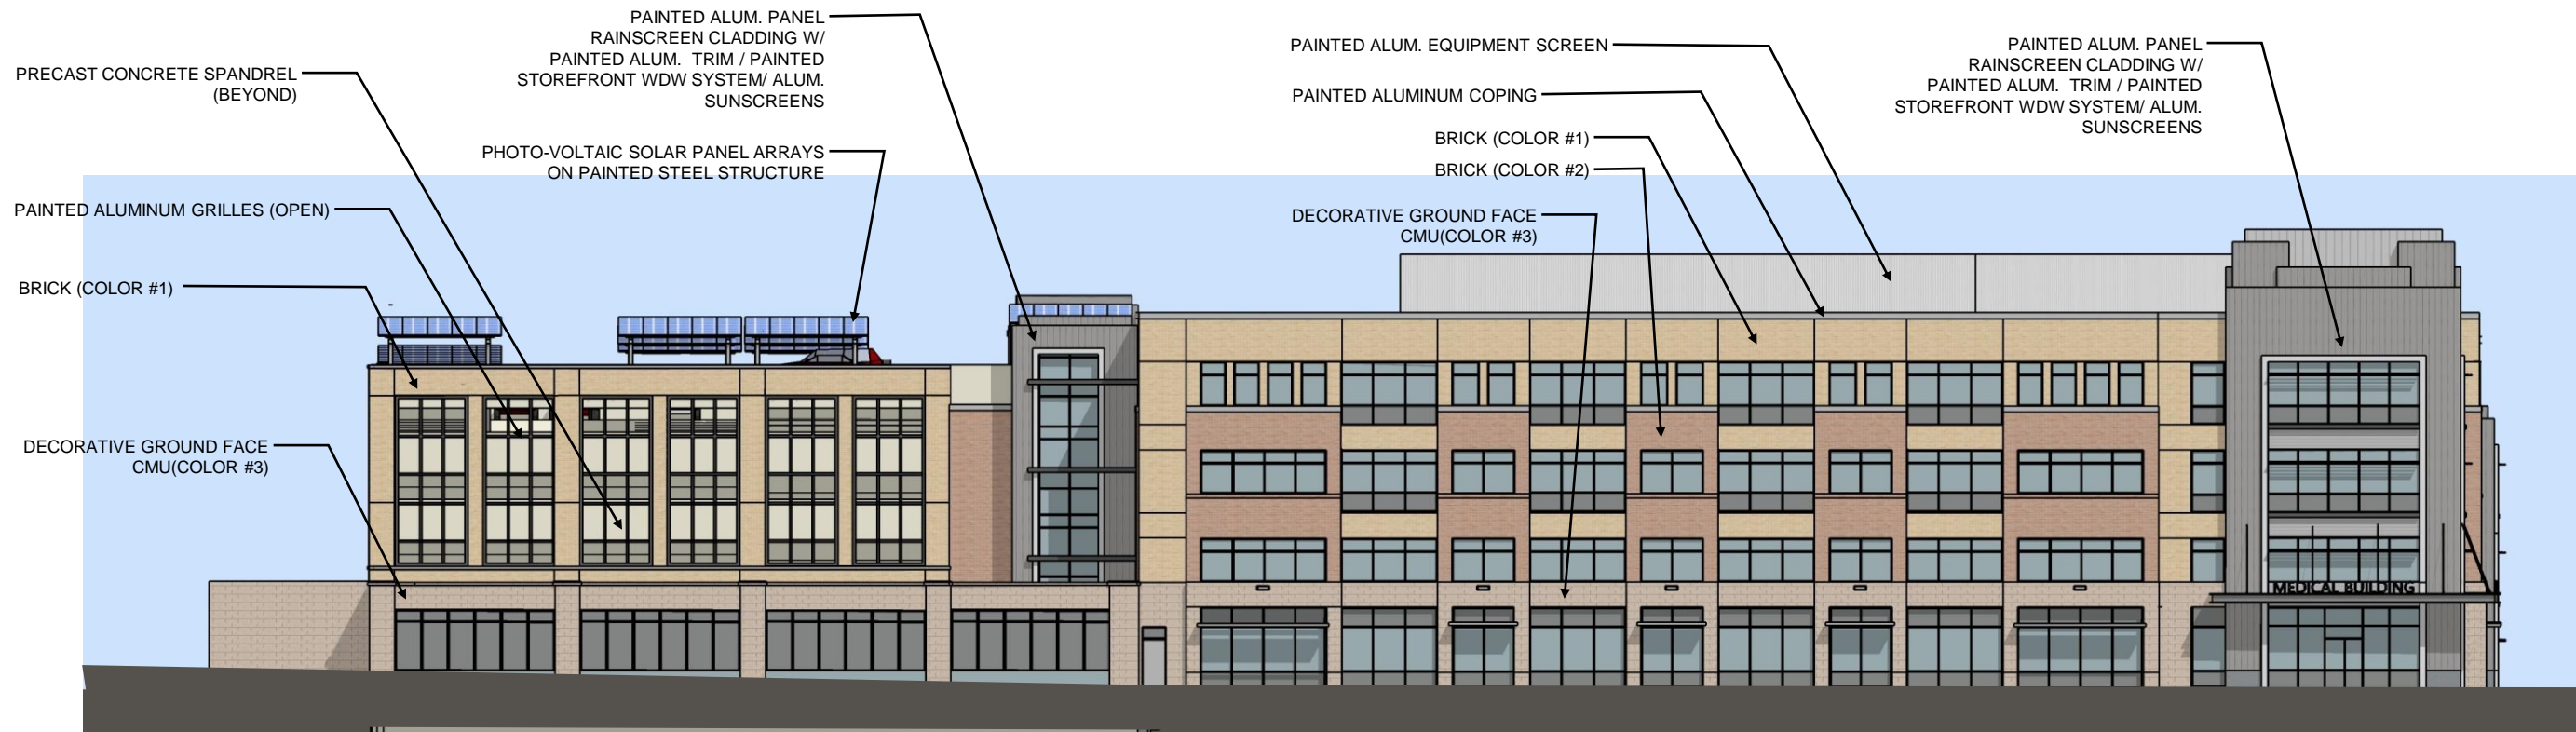 PAINTED ALUM. PANEL
RAINSCREEN CLADDING W/
PAINTED ALUM.  TRIM / PAINTED
STOREFRONT WDW SYSTEM/ ALUM.
SUNSCREENS
PRECAST CONCRETE SPANDREL
(BEYOND)
PHOTO-VOLTAIC SOLAR PANEL ARRAYS
ON PAINTED STEEL STRUCTURE
PAINTED ALUMINUM GRILLES (OPEN)
BRICK (COLOR #1)
DECORATIVE GROUND FACE
CMU(COLOR #3)
PAINTED ALUM. EQUIPMENT SCREEN
PAINTED ALUMINUM COPING
BRICK (COLOR #1)
BRICK (COLOR #2)
DECORATIVE GROUND FACE
CMU(COLOR #3)
PAINTED ALUM. PANEL
RAINSCREEN CLADDING W/
PAINTED ALUM.  TRIM / PAINTED
STOREFRONT WDW SYSTEM/ ALUM.
SUNSCREENS
MEDICAL BUILDING